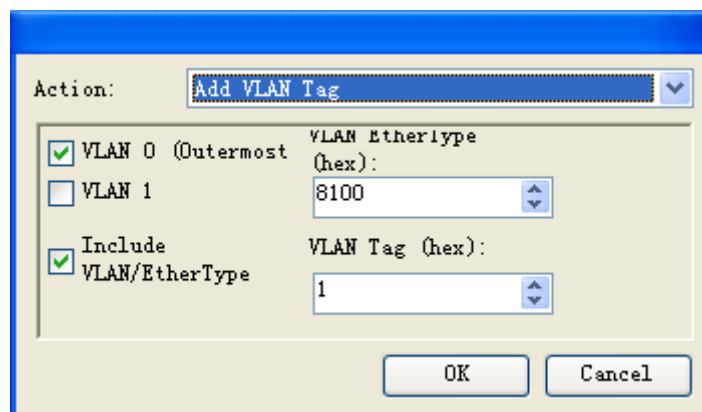 Action:
Add VLAN Tag
VLAN 0 (Outermost
VLAN EtherType
(hex):
VLAN 1
8100
Include
VLAN/EtherType
VLAN Tag (hex):
1
OK
Cancel